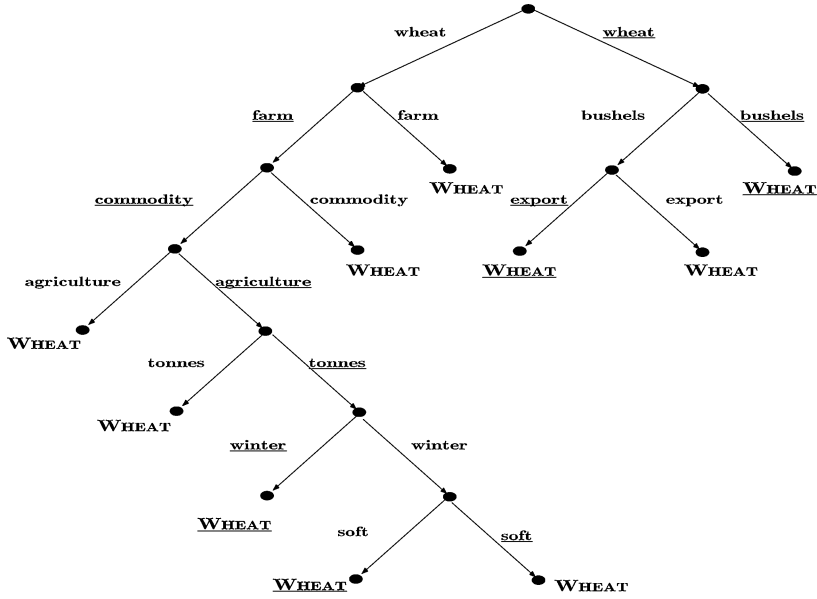 wheat wheat
farm farm bushels bushels
WHEAT WHEAT
commodity commodity export export
WHEAT WHEAT WHEAT
agriculture agriculture
WHEAT
tonnes tonnes
WHEAT
winter winter
WHEAT
soft soft
WHEAT WHEAT